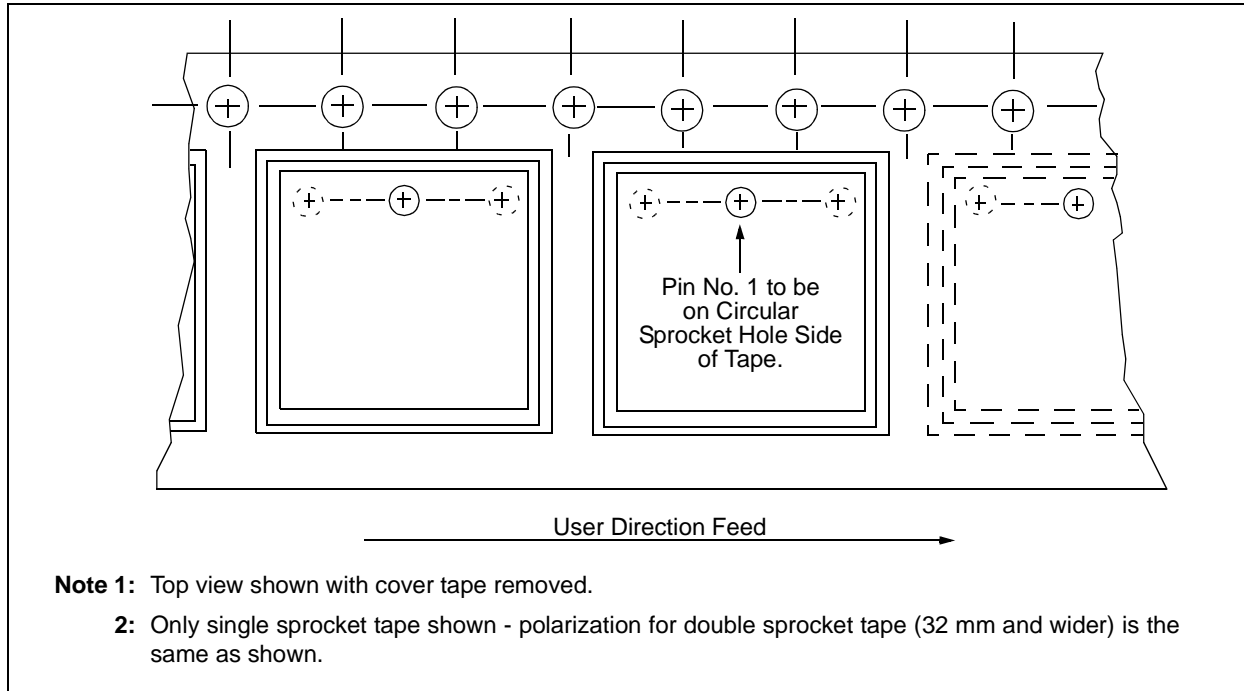 Pin No. 1 to be
on Circular
Sprocket Hole Side
of Tape.
User Direction Feed
Note 1: Top view shown with cover tape removed.
2: Only single sprocket tape shown - polarization for double sprocket tape (32 mm and wider) is the
same as shown.